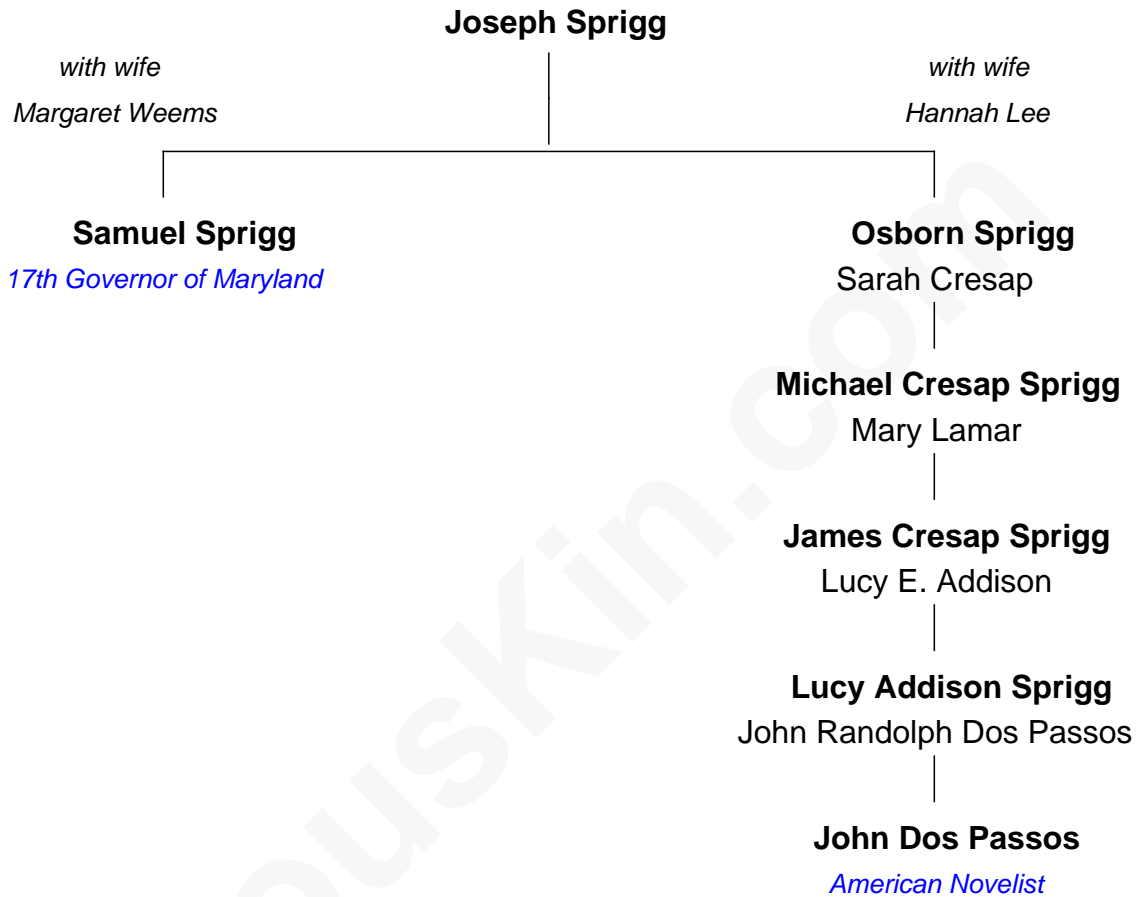 Joseph Sprigg
with wife
Margaret Weems
with wife
Hannah Lee
Samuel Sprigg
17th Governor of Maryland
Osborn Sprigg
Sarah Cresap
Michael Cresap Sprigg
Mary Lamar
James Cresap Sprigg
Lucy E. Addison
Lucy Addison Sprigg
John Randolph Dos Passos
John Dos Passos
American Novelist
ousKin.com